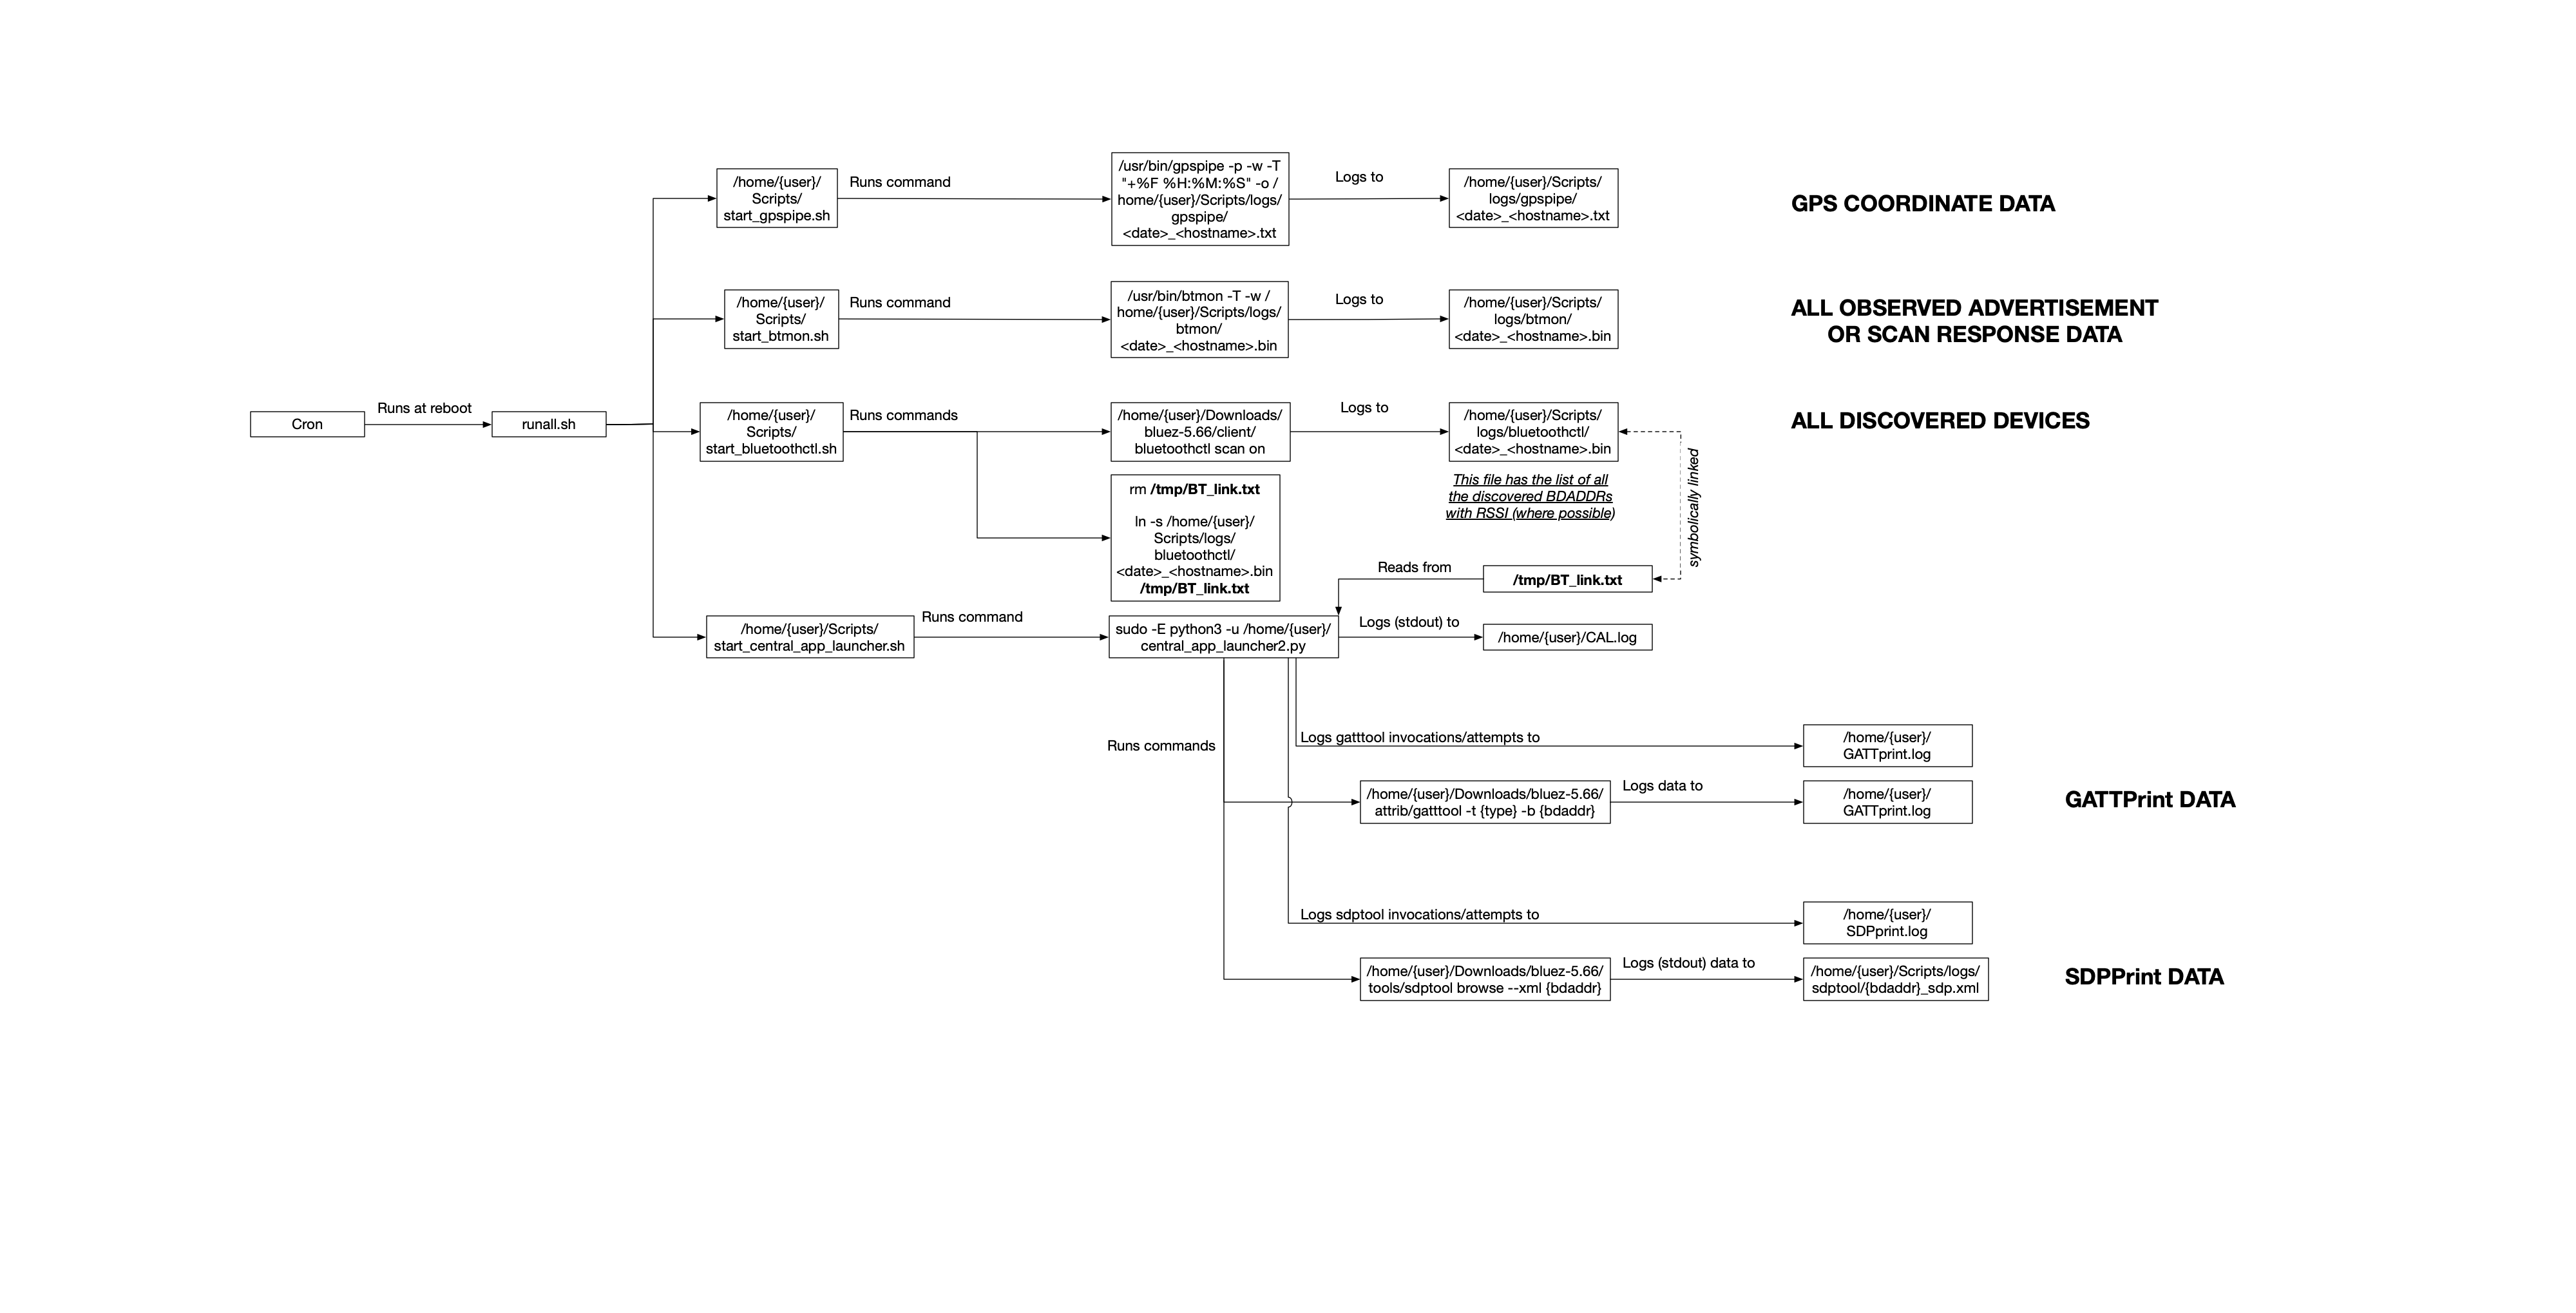 /home/{user}/
Scripts/
start_gpspipe.sh
Runs command
/usr/bin/gpspipe -p -w -T
"+%F %H:%M:%S" -o /
home/{user}/Scripts/logs/
gpspipe/
<date>_<hostname>.txt
Logs to
/home/{user}/Scripts/
logs/gpspipe/
<date>_<hostname>.txt
GPS COORDINATE DATA
/home/{user}/
Scripts/
start_btmon.sh
Runs command
/usr/bin/btmon -T -w /
home/{user}/Scripts/logs/
btmon/
<date>_<hostname>.bin
Logs to
/home/{user}/Scripts/
logs/btmon/
<date>_<hostname>.bin
ALL OBSERVED ADVERTISEMENT
OR SCAN RESPONSE DATA
Cron
Runs at reboot
runall.sh
/home/{user}/
Scripts/
start_bluetoothctl.sh
Runs commands
/home/{user}/Downloads/
bluez-5.66/client/
bluetoothctl scan on
Logs to
/home/{user}/Scripts/
logs/bluetoothctl/
<date>_<hostname>.bin
ALL DISCOVERED DEVICES
This file has the list of all
the discovered BDADDRs
with RSSI (where possible)
symbolically linked
rm /tmp/BT_link.txt
ln -s /home/{user}/
Scripts/logs/
bluetoothctl/
<date>_<hostname>.bin
/tmp/BT_link.txt
Reads from
/tmp/BT_link.txt
/home/{user}/Scripts/
start_central_app_launcher.sh
Runs command
sudo -E python3 -u /home/{user}/
central_app_launcher2.py
Logs (stdout) to
/home/{user}/CAL.log
Runs commands
Logs gatttool invocations/attempts to
/home/{user}/
GATTprint.log
/home/{user}/Downloads/bluez-5.66/
attrib/gatttool -t {type} -b {bdaddr}
Logs data to
/home/{user}/
GATTprint.log
GATTPrint DATA
Logs sdptool invocations/attempts to
/home/{user}/
SDPprint.log
/home/{user}/Downloads/bluez-5.66/
tools/sdptool browse --xml {bdaddr}
Logs (stdout) data to
/home/{user}/Scripts/logs/
sdptool/{bdaddr}_sdp.xml
SDPPrint DATA